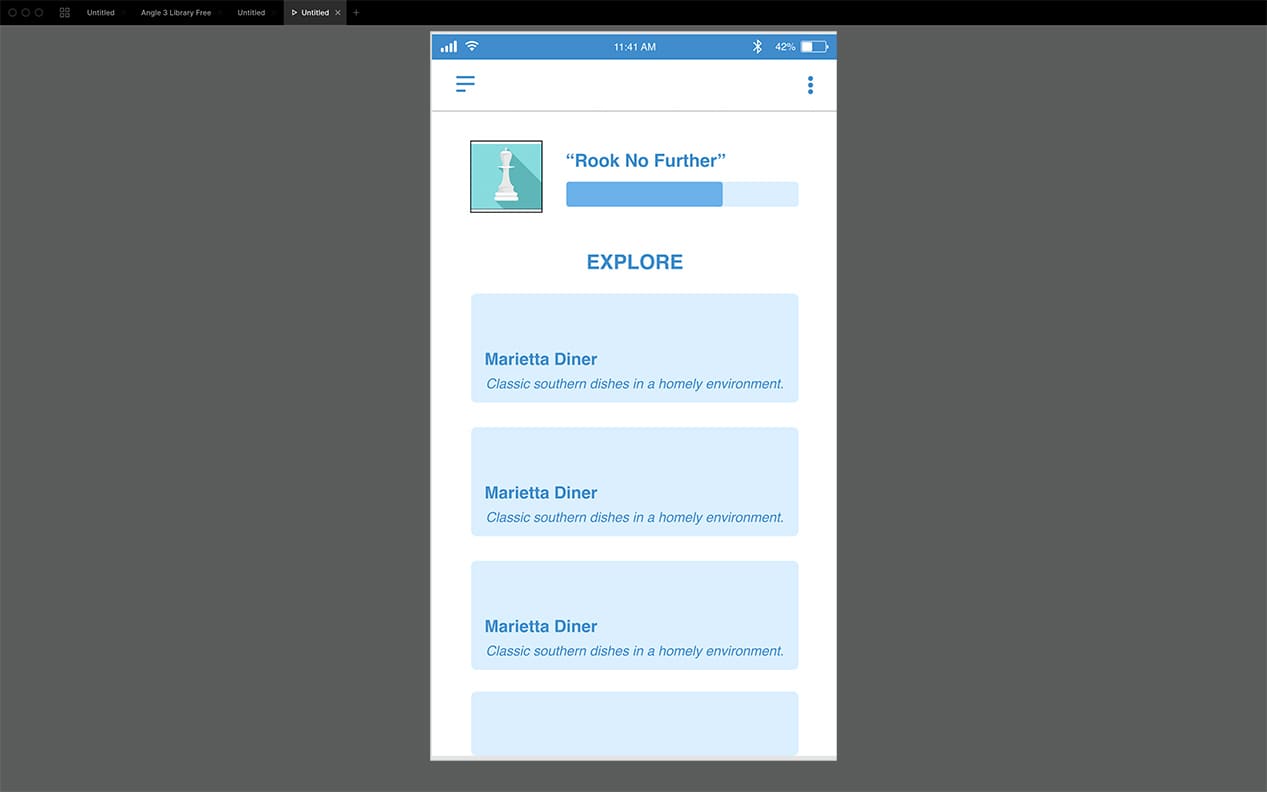 Untitled
Angle 3 Library Free
Untitled
Untitled
11:41 AM
42%
“Rook No Further”
EXPLORE
Marietta Diner
Classic southern dishes in a homely environment.
Marietta Diner
Classic southern dishes in a homely environment.
Marietta Diner
Classic southern dishes in a homely environment.